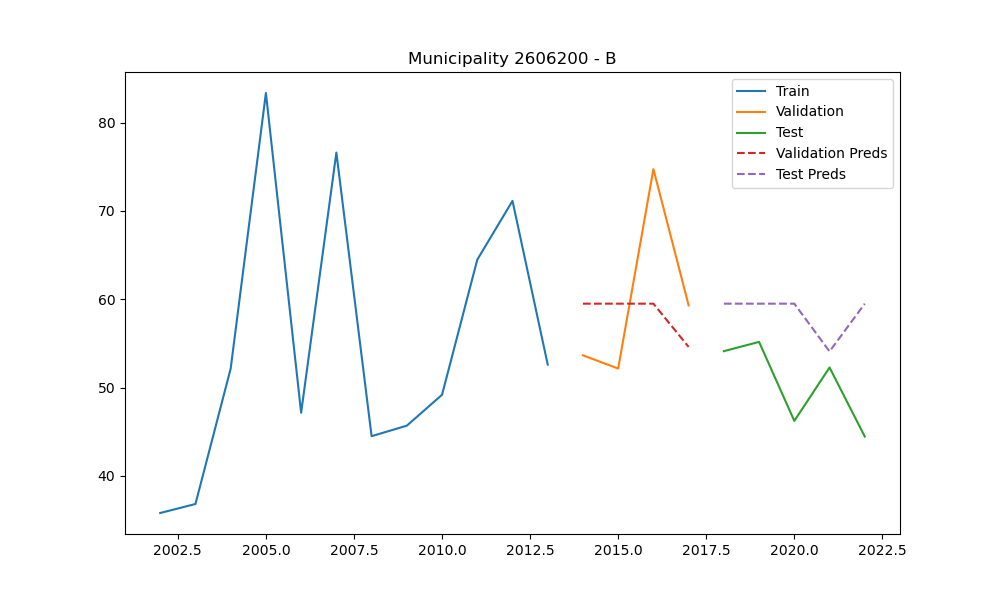 Municipality 2606200 - B
Train
Validation
Test
Validation Preds
Test Preds
80
70
60
50
40
2002.5 2005.0 2007.5 2010.0 2012.5 2015.0 2017.5 2020.0 2022.5